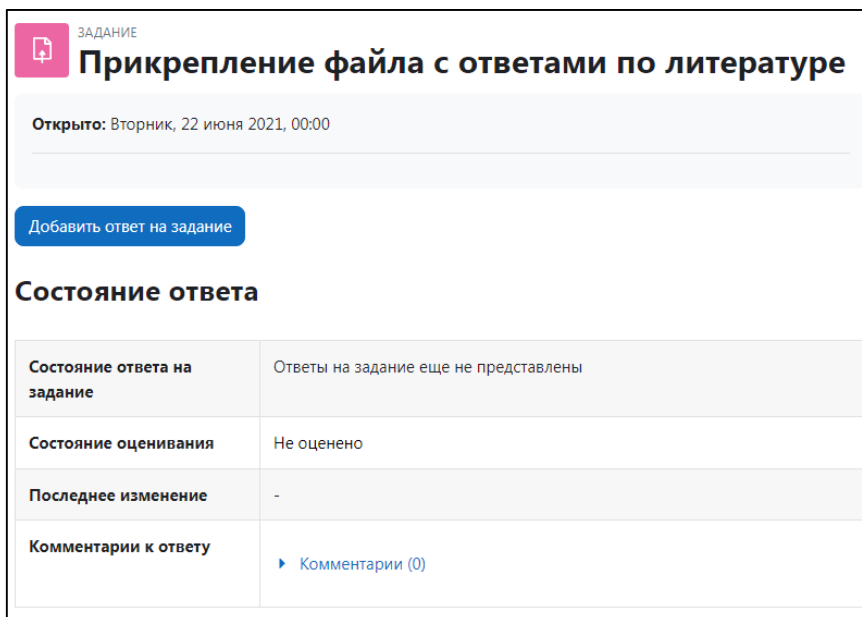 ЗАДАНИЕ
Прикрепление файла с ответами по литературе
Открыто: Вторник, 22 июня 2021, 00:00
Добавить ответ на задание
Состояние ответа
Состояние ответа на задание
Ответы на задание еще не представлены
Состояние оценивания
Не оценено
Последнее изменение
-
Комментарии к ответу
Комментарии (0)